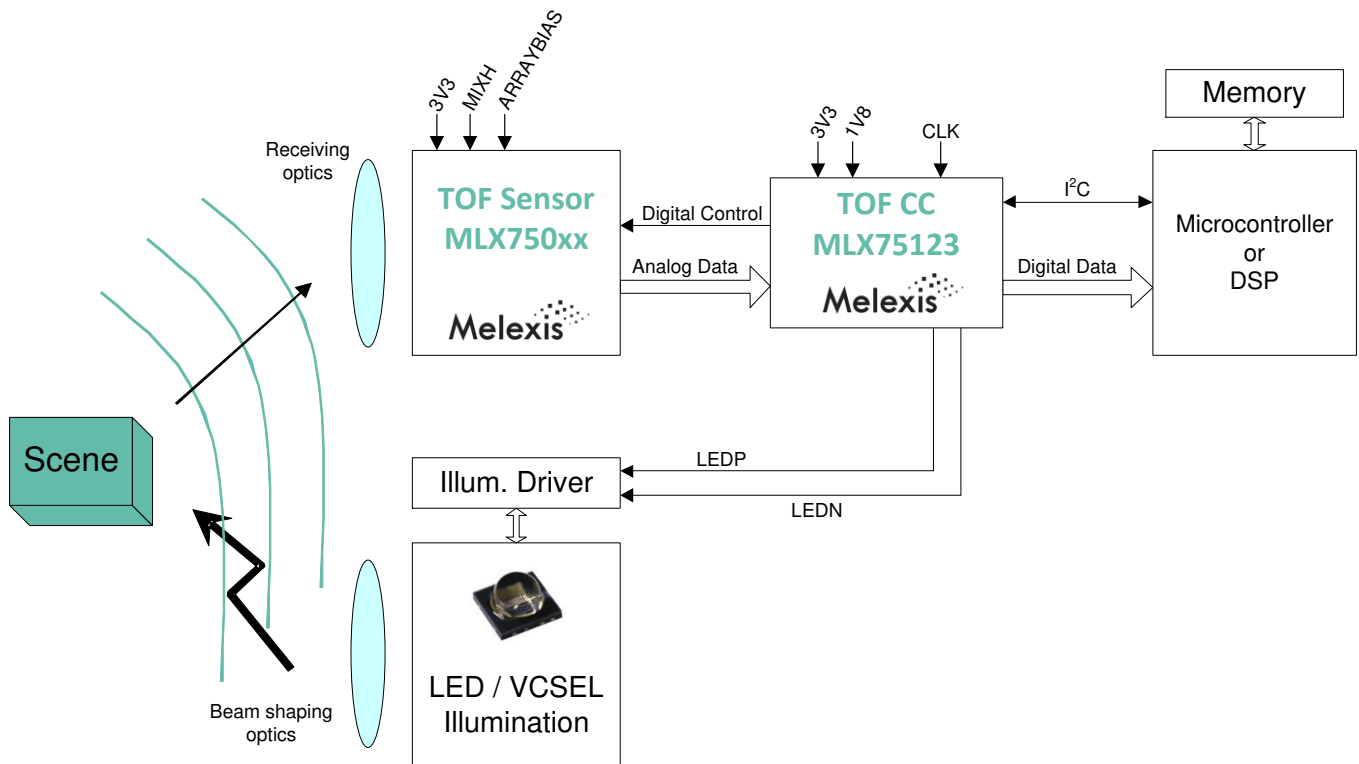 3V3
MIXH
ARRAYBIAS
3V3
1V8
CLK
Memory
Receiving
optics
TOF Sensor
MLX750xx
Melexis
Digital Control
Analog Data
TOF CC
MLX75123
Melexis
I²C
Digital Data
Microcontroller
or
DSP
Scene
Illum. Driver
LEDP
LEDN
LED / VCSEL
Illumination
Beam shaping
optics